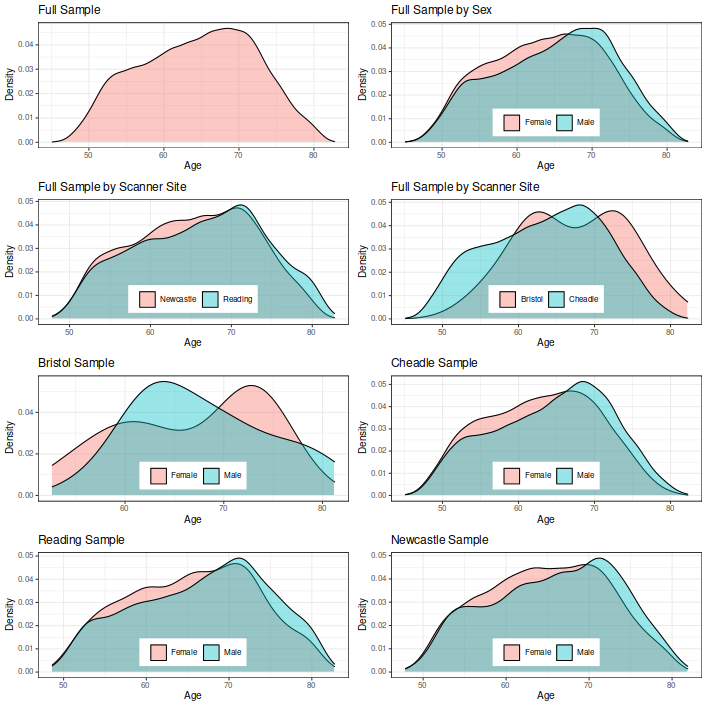 Full Sample
Density
0.04
0.03
0.02
0.01
0.00
50 60 70 80
Age
Full Sample by Sex
Density
0.05
0.04
0.03
0.02
0.01
0.00
Female Male
50 60 70 80
Age
Full Sample by Scanner Site
Density
0.05
0.04
0.03
0.02
0.01
0.00
Newcastle Reading
50 60 70 80
Age
Full Sample by Scanner Site
Density
0.05
0.04
0.03
0.02
0.01
0.00
Bristol Cheadle
50 60 70 80
Age
Bristol Sample
Density
0.04
0.02
0.00
Female Male
60 70 80
Age
Cheadle Sample
Density
0.05
0.04
0.03
0.02
0.01
0.00
Female Male
50 60 70 80
Age
Reading Sample
Density
0.05
0.04
0.03
0.02
0.01
0.00
Female Male
50 60 70 80
Age
Newcastle Sample
Density
0.05
0.04
0.03
0.02
0.01
0.00
Female Male
50 60 70 80
Age